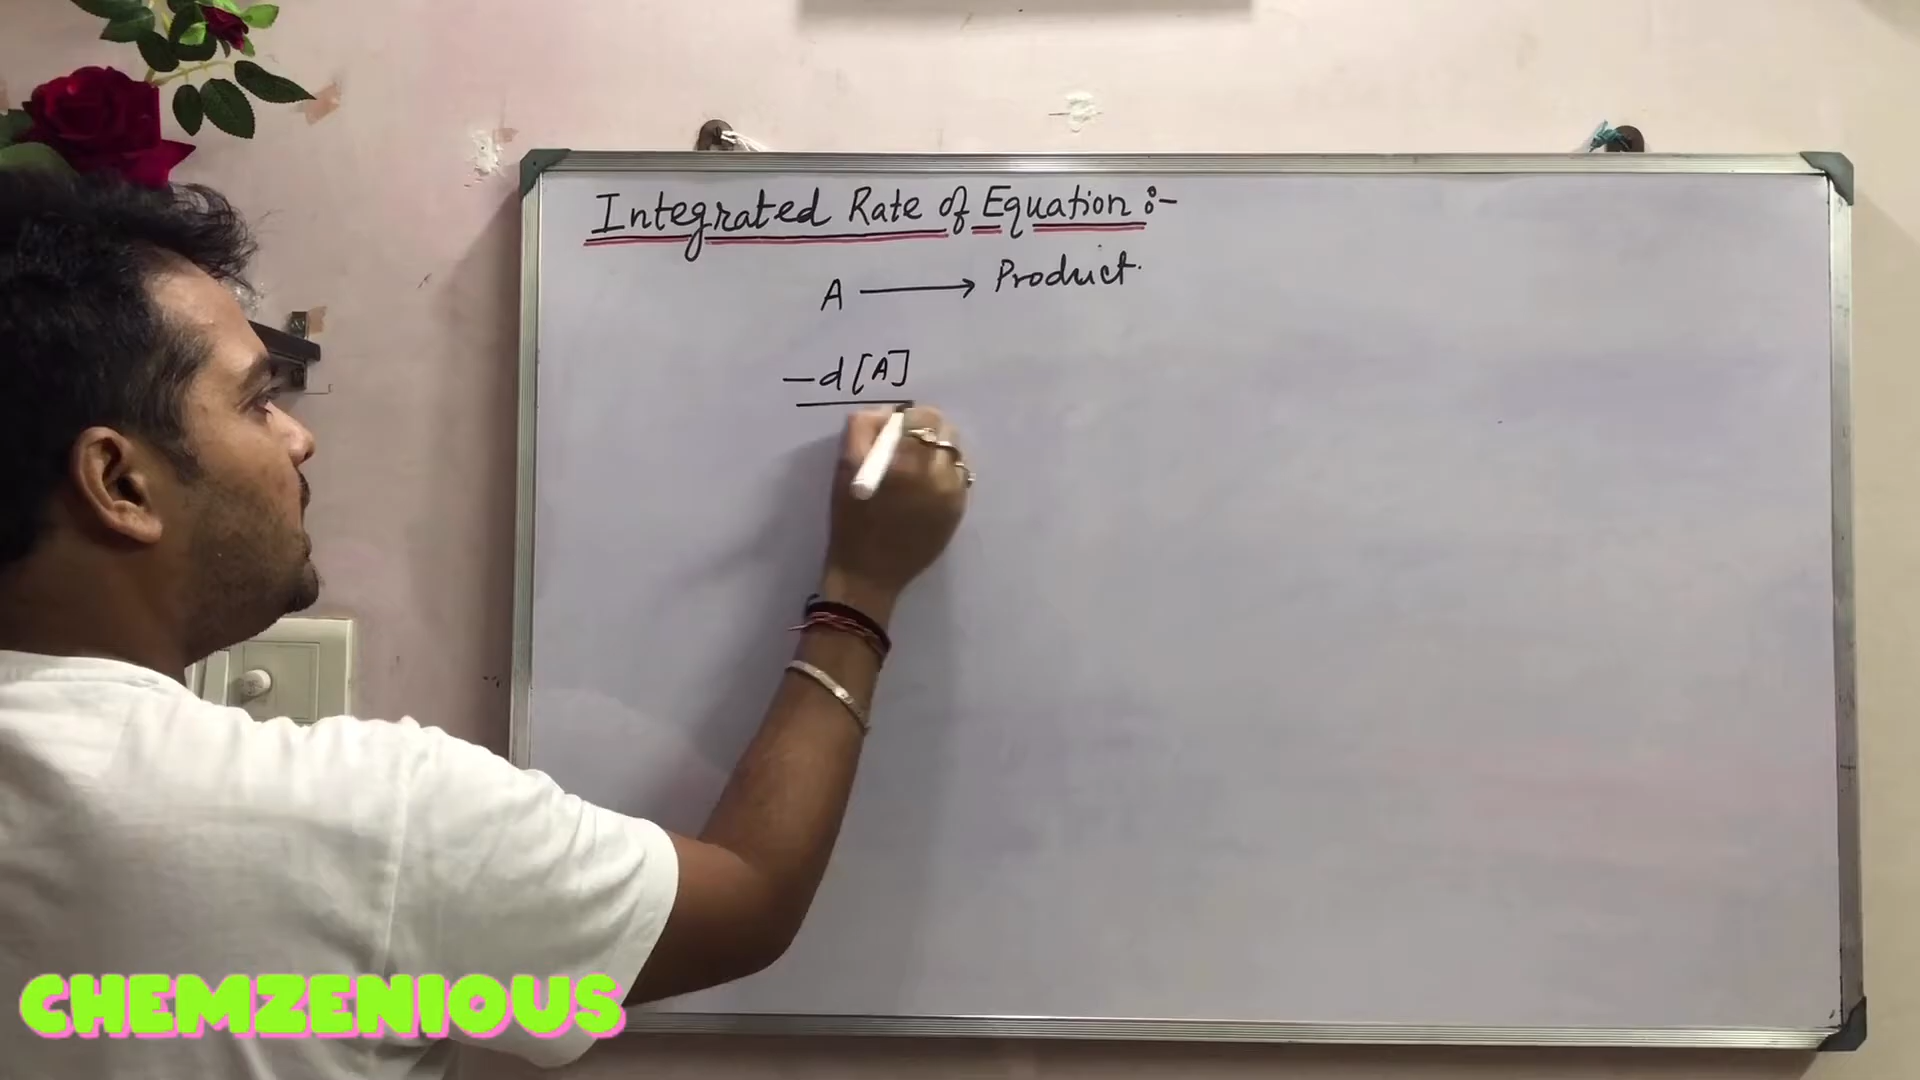 Integrated Rate of Equation :-
A ⟶ Product.
-d[A]
CHEMZENIOUS